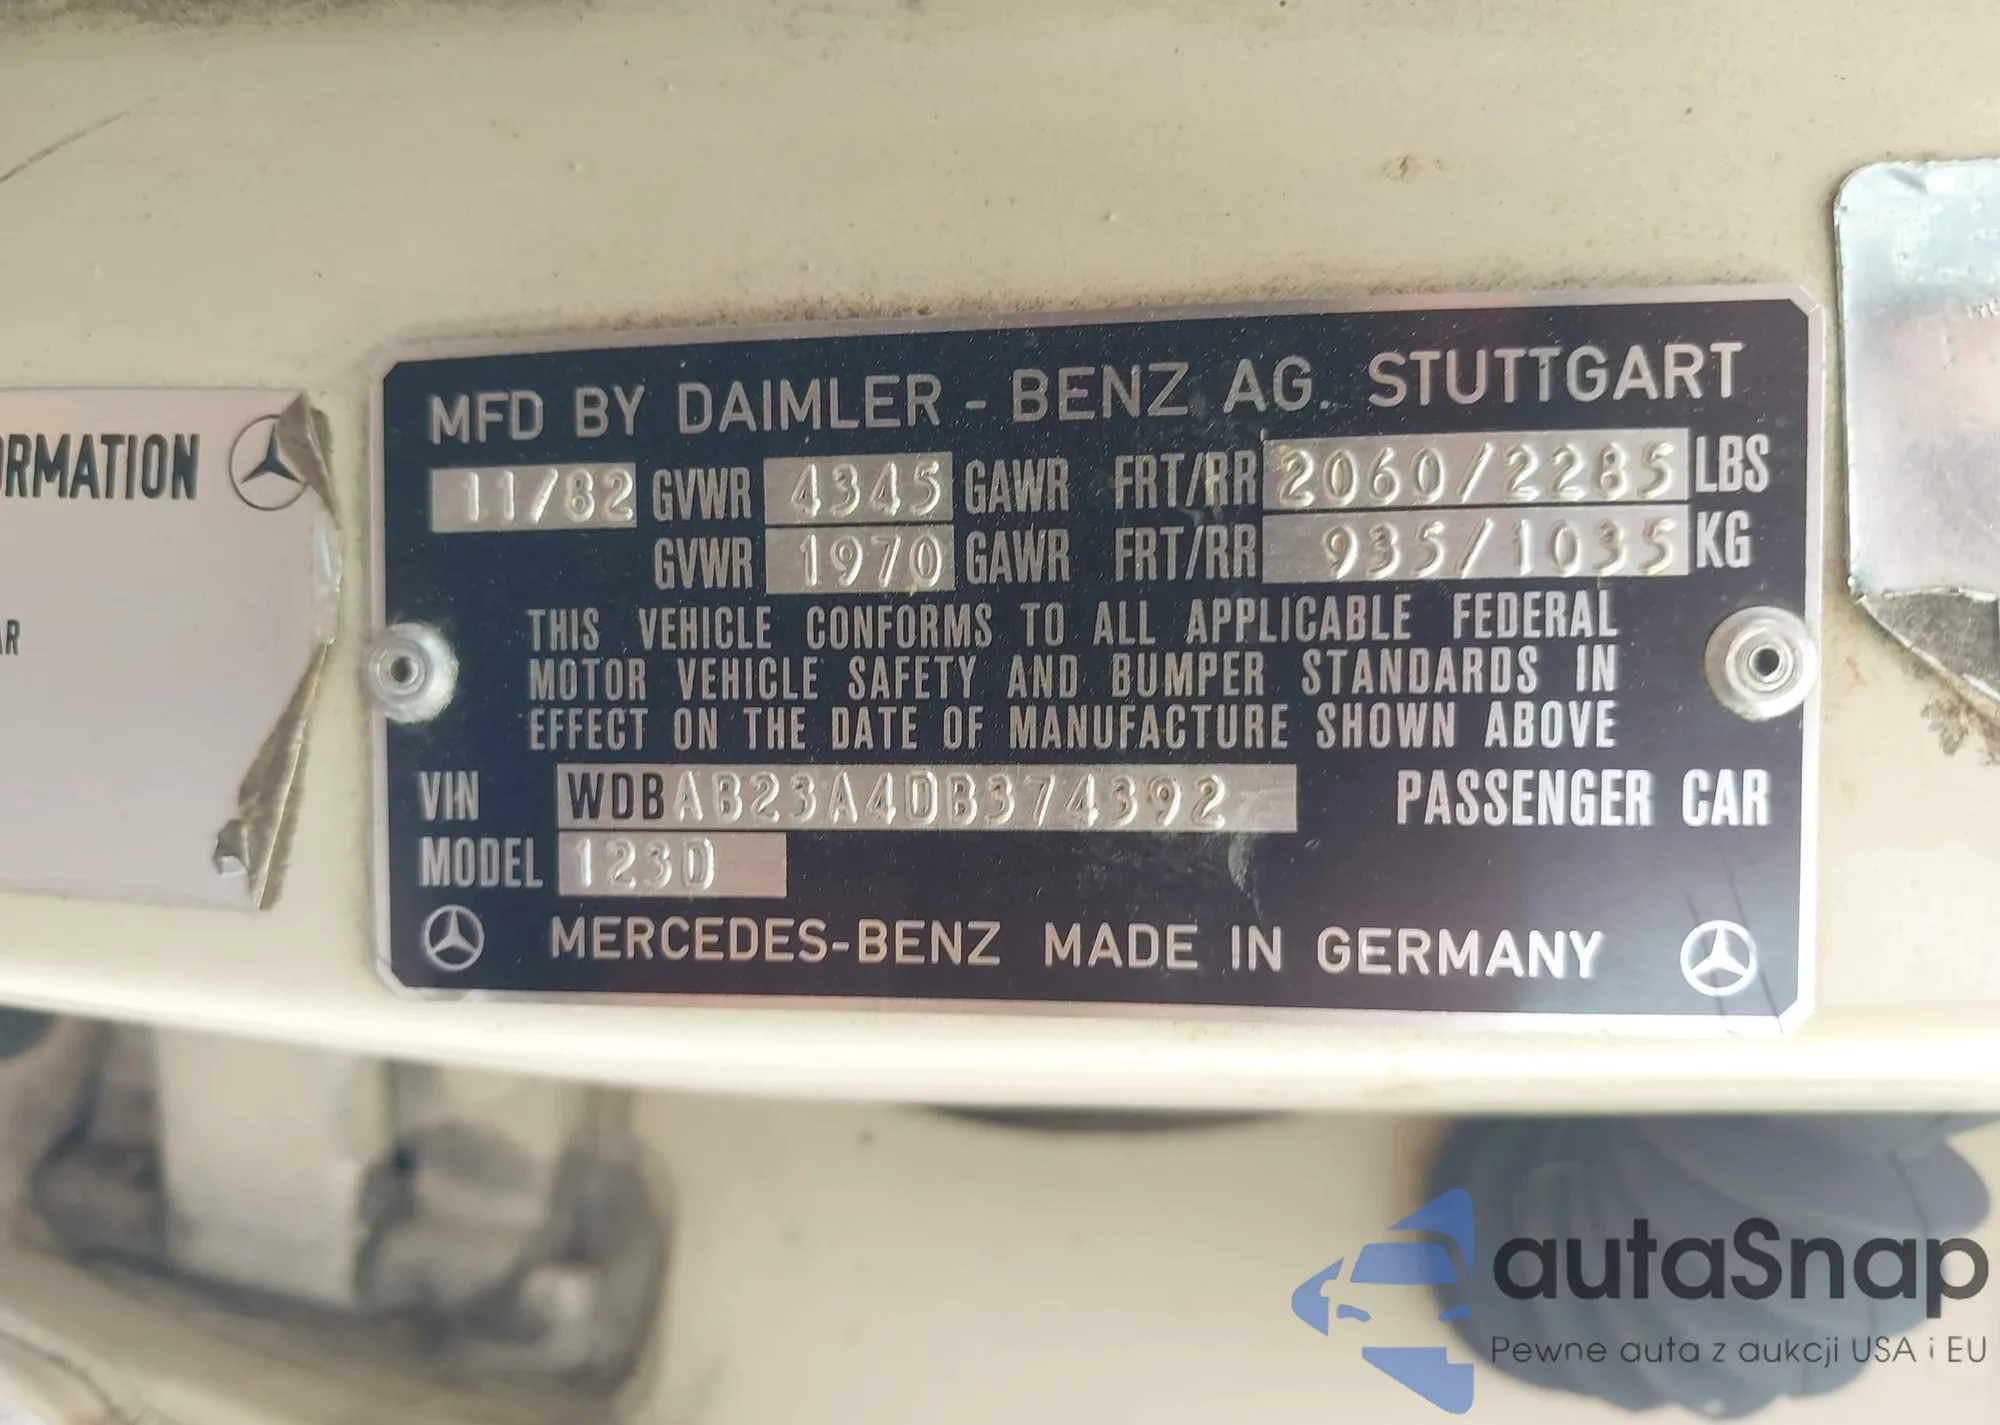 MFD BY DAIMLER - BENZ AG. STUTTGART
11/82 GVWR 4345 GAWR FRT/RR 2060/2285 LBS
GVWR 1970 GAWR FRT/RR 935/1035 KG
THIS VEHICLE CONFORMS TO ALL APPLICABLE FEDERAL
MOTOR VEHICLE SAFETY AND BUMPER STANDARDS IN
EFFECT ON THE DATE OF MANUFACTURE SHOWN ABOVE
VIN WDBAB23A4DB374392 PASSENGER CAR
MODEL 123D
MERCEDES-BENZ MADE IN GERMANY
ORMATION
AR
autaSnap
Pewne auta z aukcji USA i EU